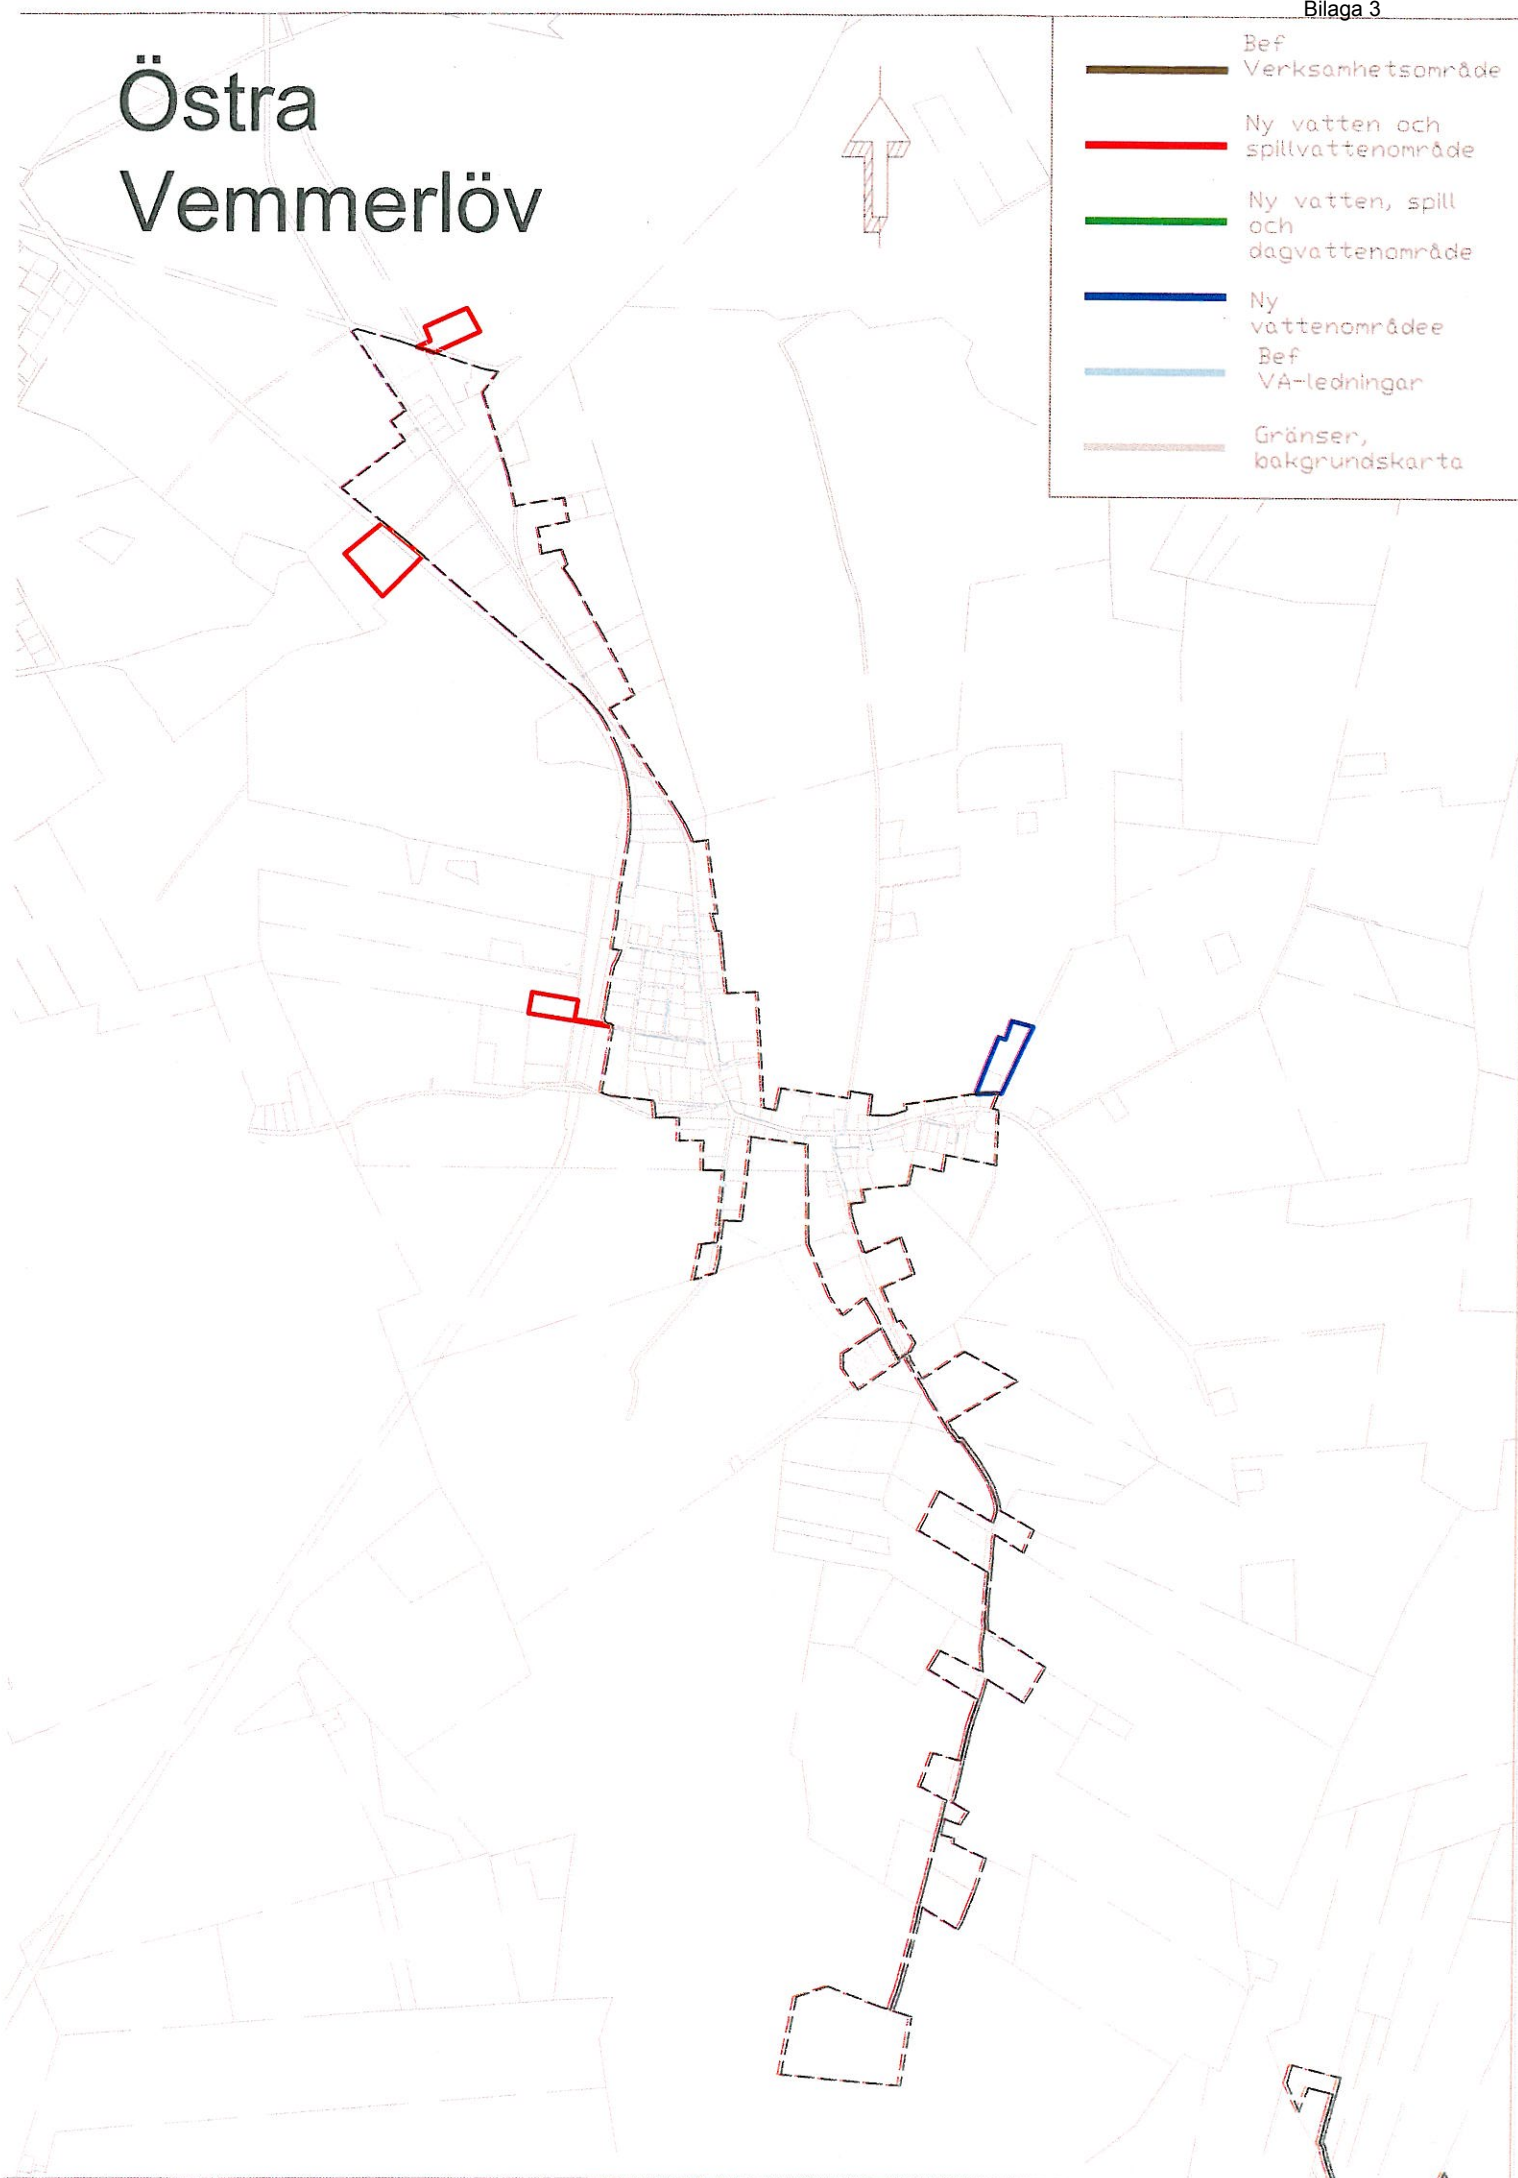 Bilaga 3
Östra
Vemmerlöv
Bef
Verksamhetsområde
Ny vatten och
spillvattenområde
Ny vatten, spill
och
dagvattenområde
Ny
vattenområdee
Bef
VA-ledningar
Gränser,
bakgrundskarta